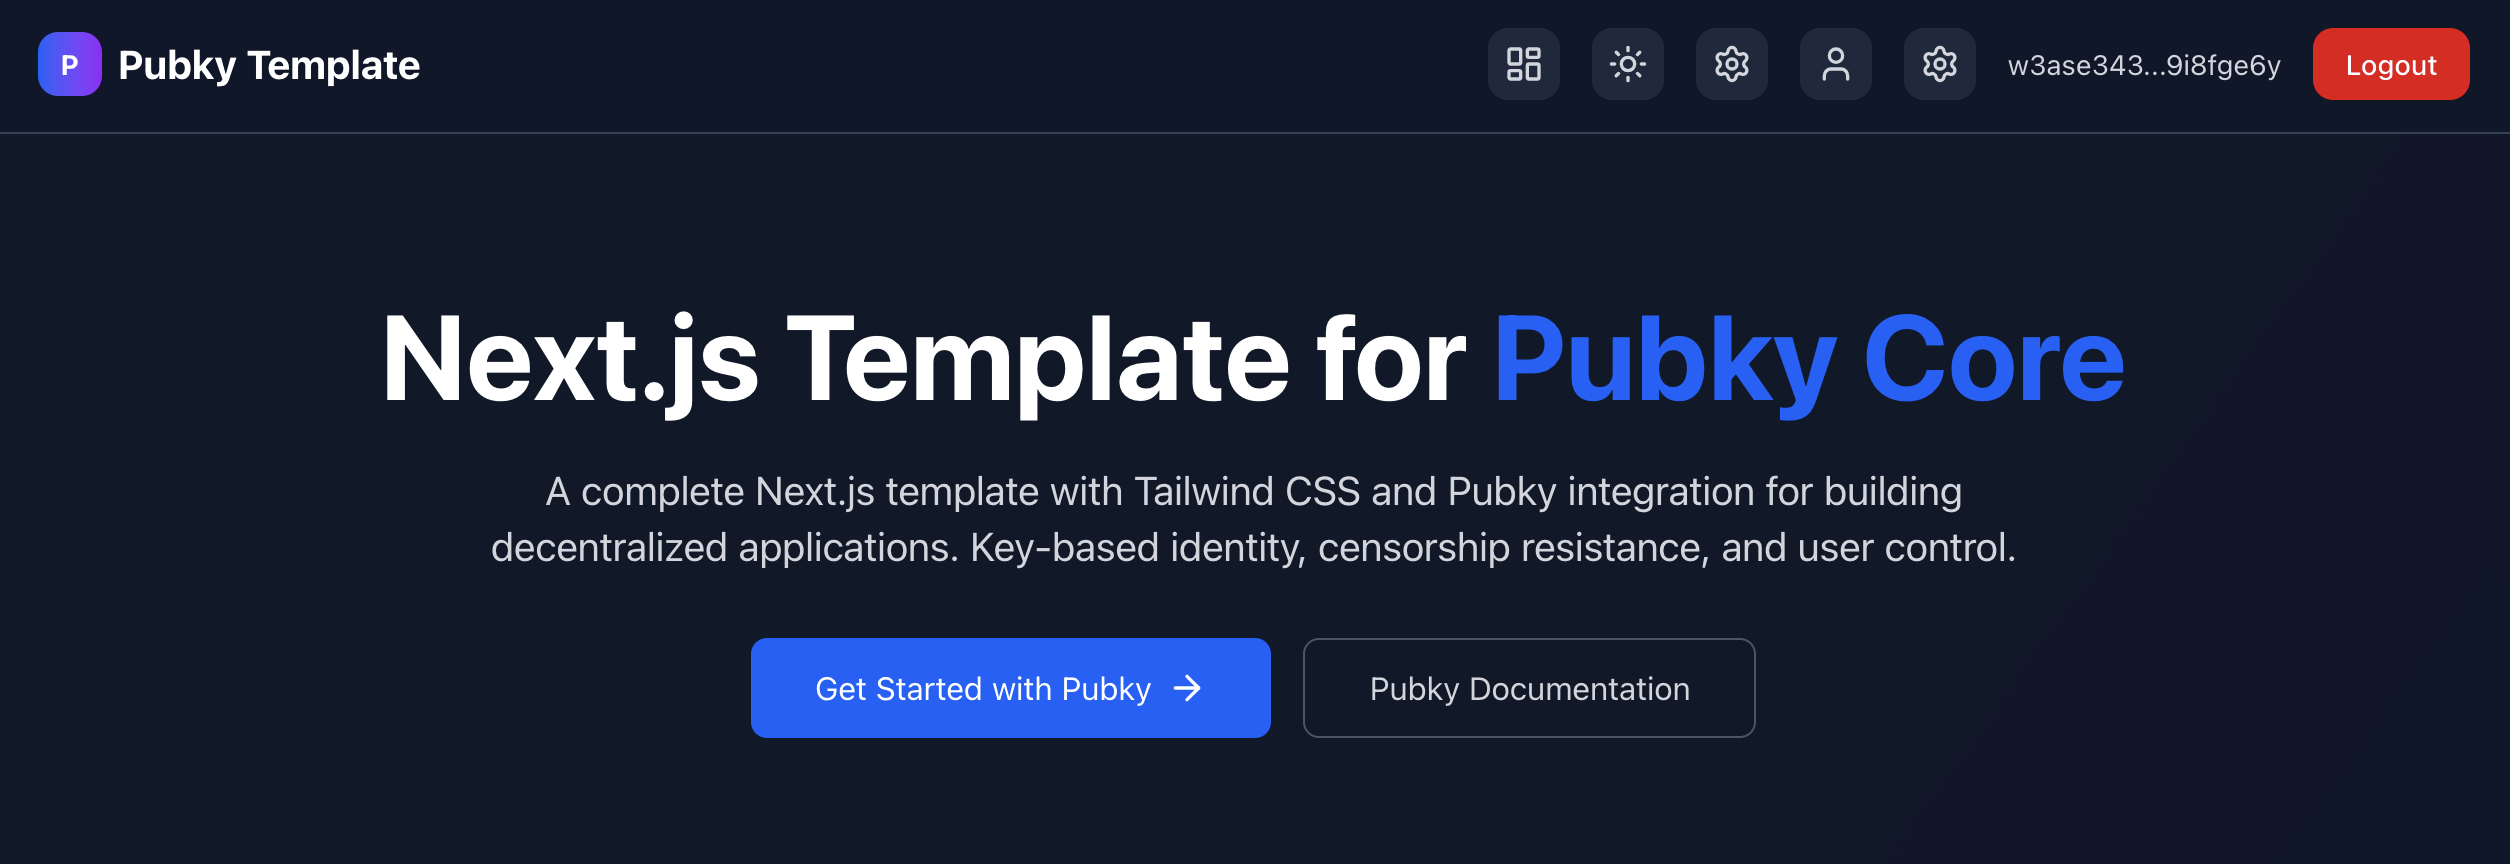 P
Pubky Template
w3ase343...9i8fge6y
Logout
Next.js Template for Pubky Core
A complete Next.js template with Tailwind CSS and Pubky integration for building
decentralized applications. Key-based identity, censorship resistance, and user control.
Get Started with Pubky
Pubky Documentation